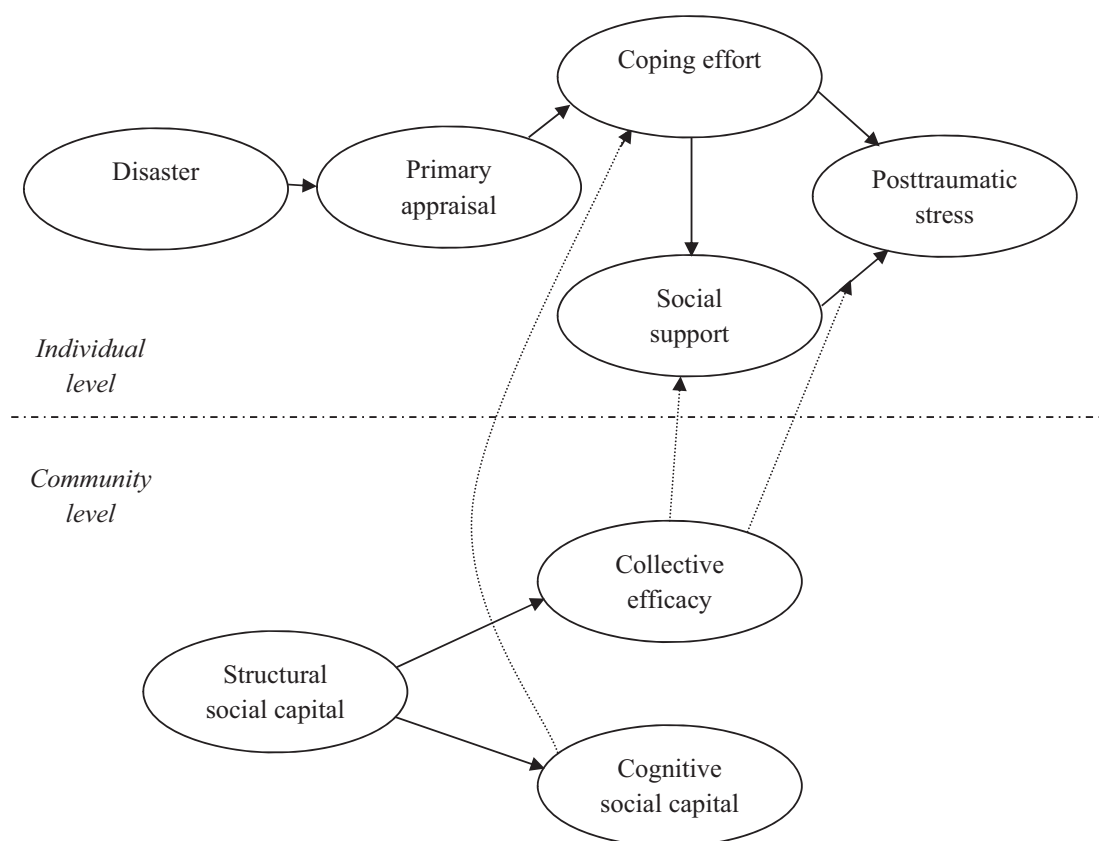 Coping effort
Disaster
Primary
appraisal
Posttraumatic
stress
Social
support
Individual
level
Community
level
Collective
efficacy
Structural
social capital
Cognitive
social capital